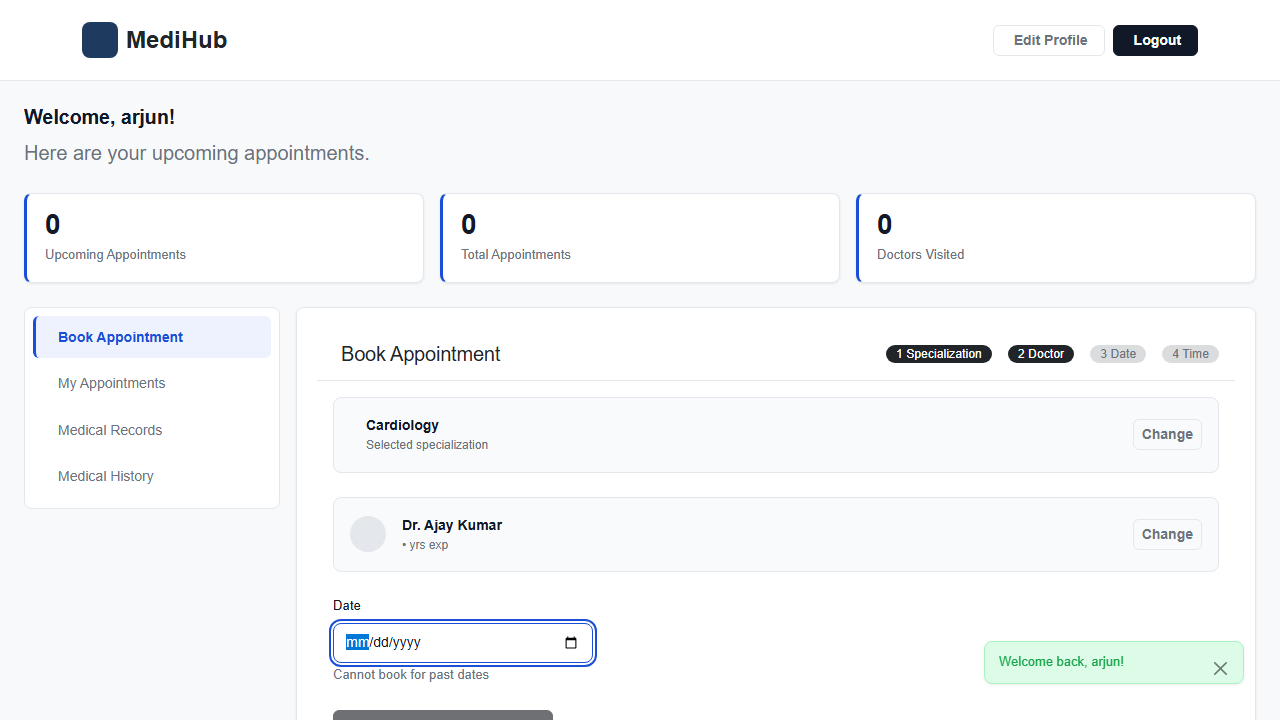 MediHub
Edit Profile
Logout
Welcome, arjun!
Here are your upcoming appointments.
0
Upcoming Appointments
0
Total Appointments
0
Doctors Visited
Book Appointment
My Appointments
Medical Records
Medical History
Book Appointment
1 Specialization
2 Doctor
3 Date
4 Time
Cardiology
Selected specialization
Change
Dr. Ajay Kumar
• yrs exp
Change
Date
mm/dd/yyyy
Cannot book for past dates
Welcome back, arjun!